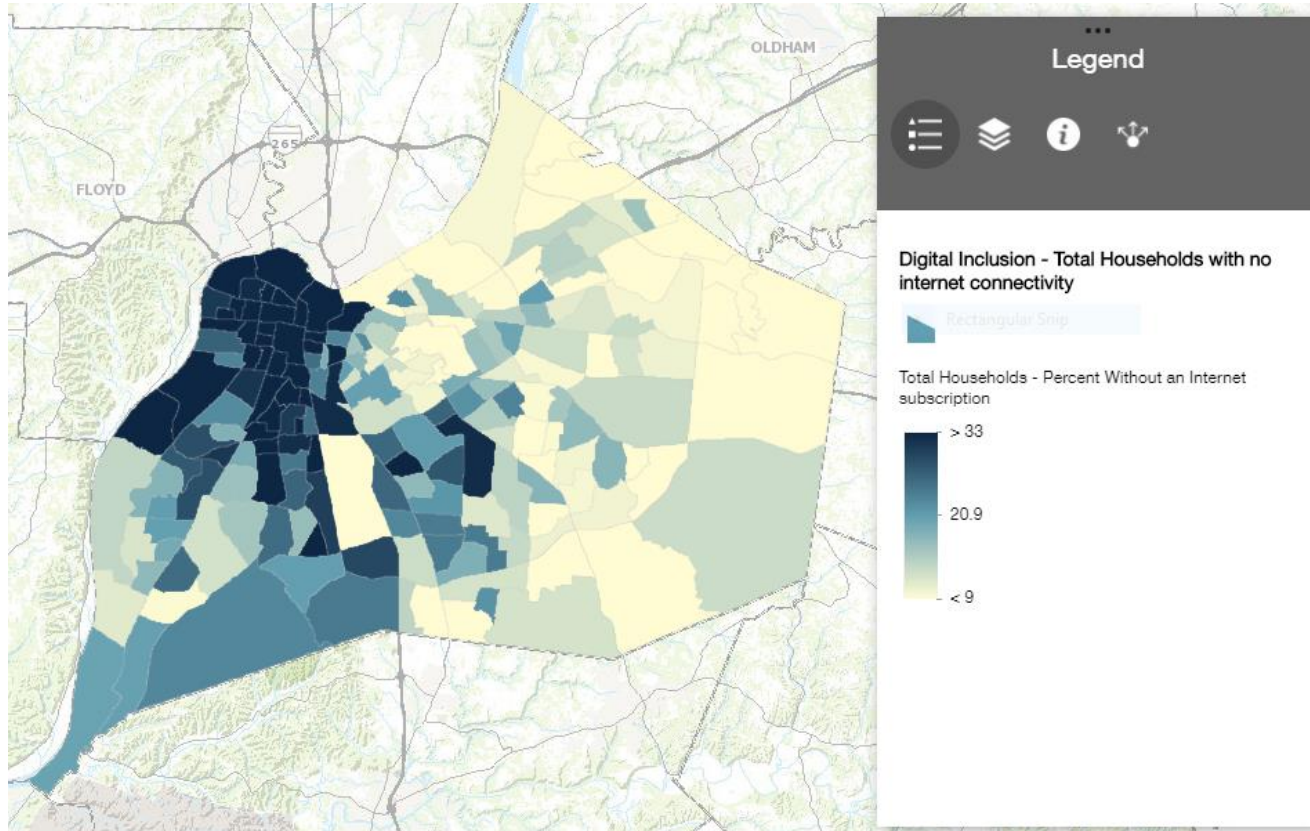 OLDHAM
265
FLOYD
Legend
Digital Inclusion - Total Households with no
internet connectivity
Rectangular Snip
Total Households - Percent Without an Internet
subscription
> 33
20.9
< 9